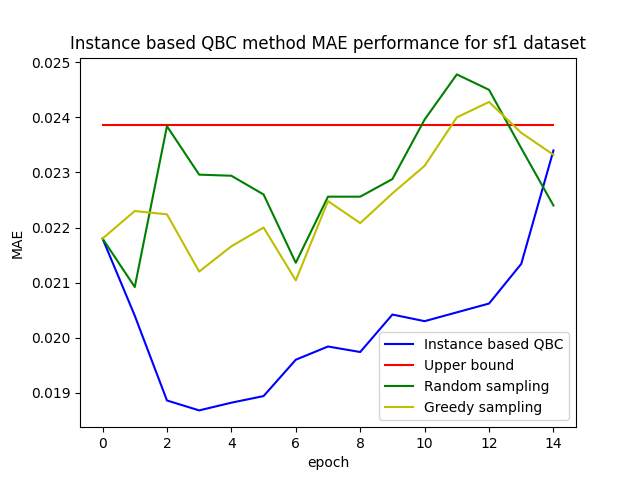 Instance based QBC method MAE performance for sf1 dataset
0.025
0.024
0.023
0.022
0.021
0.020
0.019
MAE
0 2 4 6 8 10 12 14
epoch
Instance based QBC
Upper bound
Random sampling
Greedy sampling